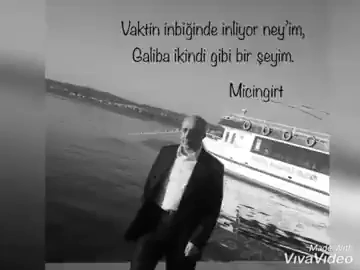 Vaktin inbiğinde inliyor ney'im,
Galiba ikindi gibi bir şeyim.
Micingirt
Made With
VivaVideo